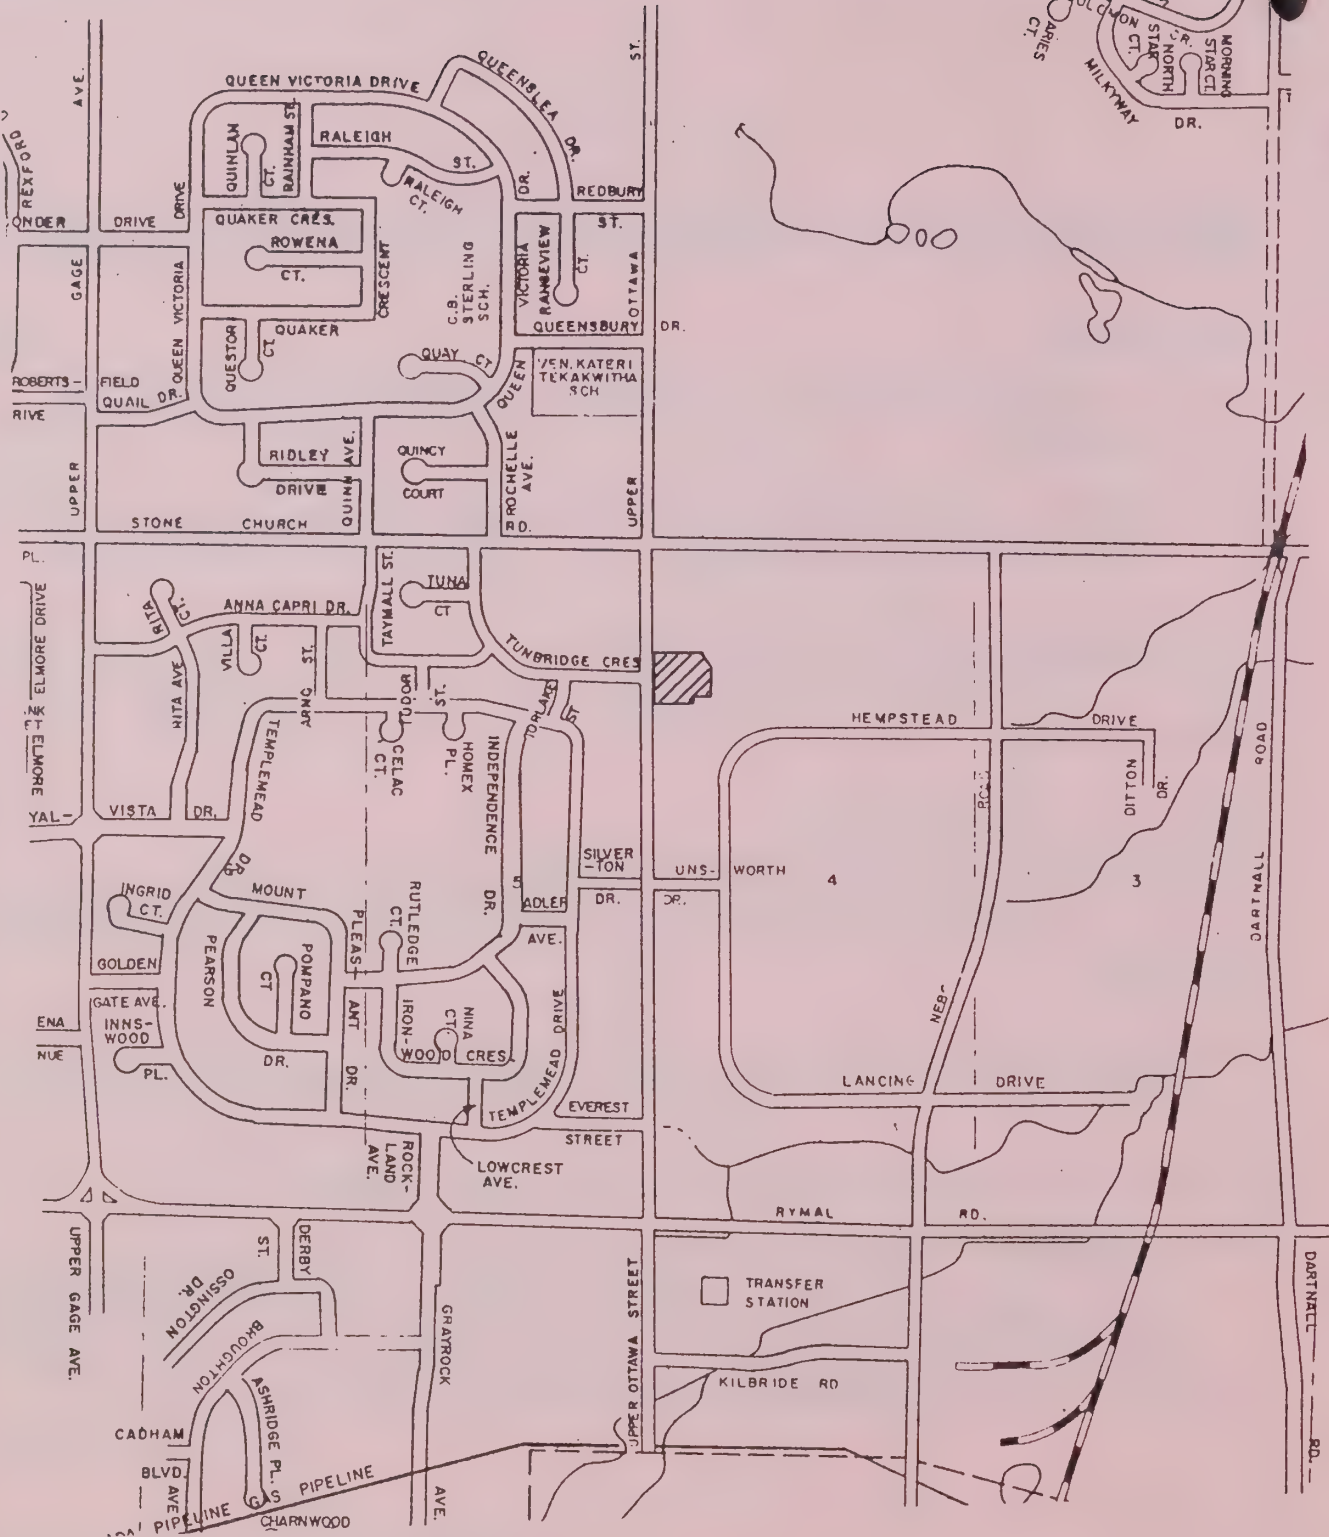 ARIES
CT.
NORTH
STAR
CT.
MORNING
STAR CT.
MILKYWAY
DR.
AVE.
QUEEN VICTORIA DRIVE
QUEENSLEA
DR.
ST.
REXFORD
QUINLAN
CT.
RAINHAM ST.
RALEIGH
ST.
RALEIGH
CT.
DR.
REDBURY
ST.
ONDER
DRIVE
DRIVE
QUAKER CRES.
ROWENA
CT.
CRESCENT
C.B.
STERLING
SCH.
VICTORIA
RANGEVIEW
CT.
OTTAWA
GAGE
QUEEN VICTORIA
QUESTOR
CT.
QUAKER
QUEENSBURY
DR.
QUAY CT
QUEEN
VEN. KATERI
TEKAKWITHA
SCH
ROBERTS-
FIELD
QUAIL DR.
RIVE
UPPER
RIDLEY
DRIVE
QUINN AVE.
QUINCY
COURT
ROCHELLE
AVE.
UPPER
STONE
CHURCH
RD.
PL.
ELMORE DRIVE
ELMORE
RITA
CT.
ANNA CAPRI DR.
TAYMALL ST.
TUNA
CT
VILLA
CT.
ST.
TUNBRIDGE CRES
RITA AVE
ARNO
TUDOR
ST.
TORLAKE
ST
HEMPSTEAD
DRIVE
TEMPLEMEAD
CELAC
CT.
HOMEX
PL.
INDEPENDENCE
DR.
DITTON
DR.
ROAD
YAL-
VISTA
DR.
DR.
SILVER
-TON
DR.
UNS-
WORTH
DR.
4
3
5
DARTNALL
ROAD
INGRID
CT.
MOUNT
PLEAS-
ANT
DR.
RUTLEDGE
CT.
ADLER
AVE.
GOLDEN
GATE AVE.
PEARSON
DR.
POMPANO
CT
IRON-
WOOD CRES.
NINA
CT.
TEMPLEMEAD DRIVE
ENA
NUE
INNS-
WOOD
PL.
NEBO
LANCING
DRIVE
EVEREST
STREET
ROCK-
LAND
AVE.
LOWCREST
AVE.
RYMAL
RD.
UPPER GAGE AVE.
ST.
DERBY
OSSINGTON
DR.
BROUGHTON
GRAYROCK
AVE.
UPPER OTTAWA STREET
TRANSFER
STATION
DARTNALL
RD.
KILBRIDE RD
ASHRIDGE PL.
CADHAM
BLVD.
AVE
PIPELINE GAS PIPELINE
CHARNWOOD